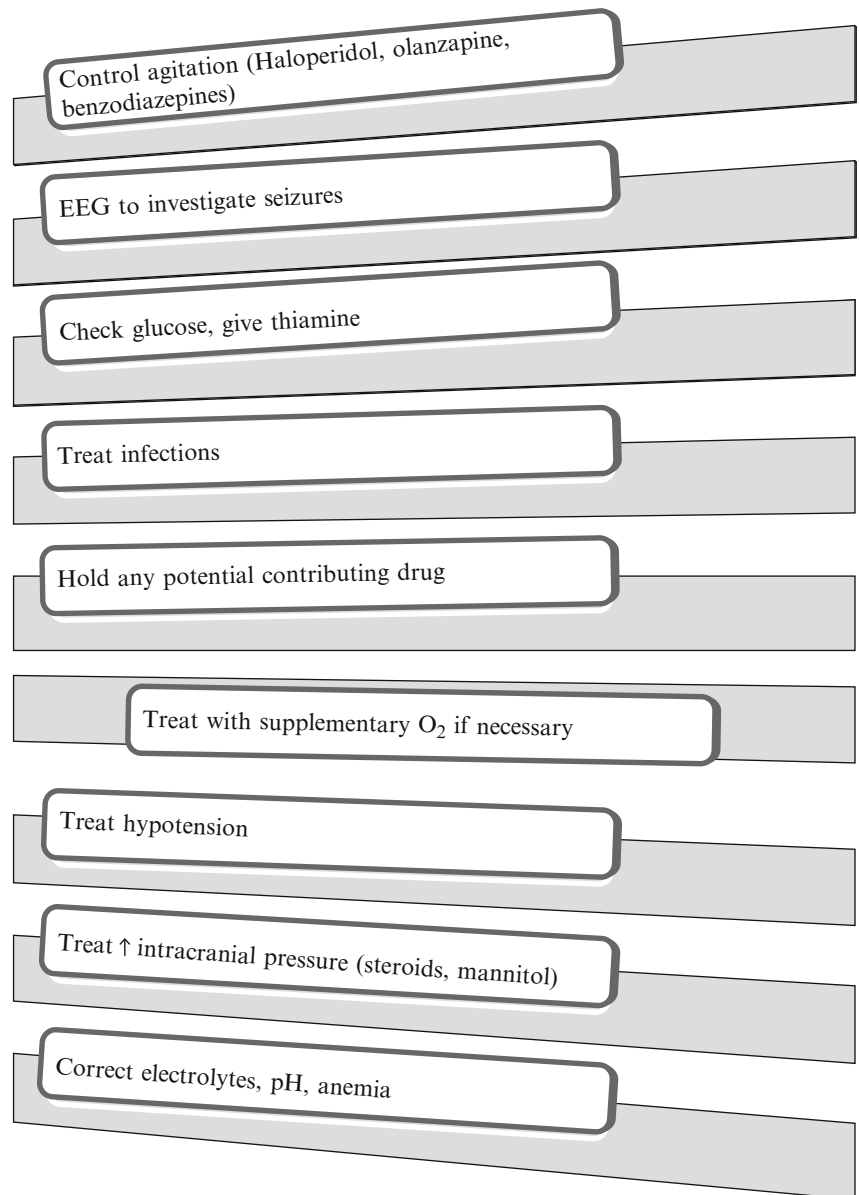 Control agitation (Haloperidol, olanzapine,
benzodiazepines)
EEG to investigate seizures
Check glucose, give thiamine
Treat infections
Hold any potential contributing drug
Treat with supplementary O₂ if necessary
Treat hypotension
Treat ↑ intracranial pressure (steroids, mannitol)
Correct electrolytes, pH, anemia